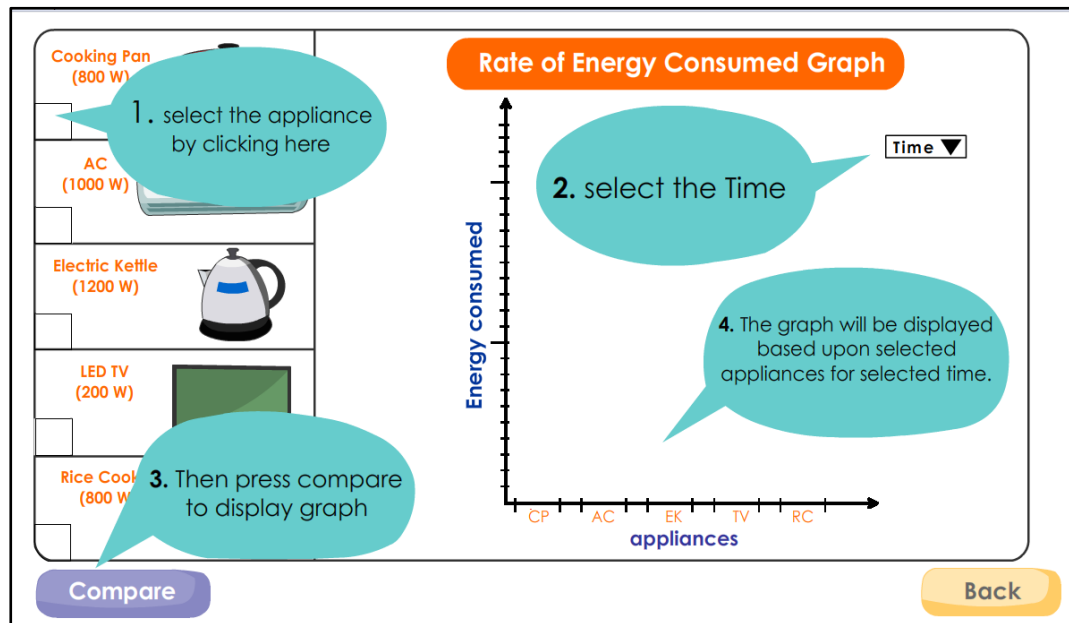 Cooking Pan
(800 W)
1. select the appliance
by clicking here
AC
(1000 W)
Electric Kettle
(1200 W)
LED TV
(200 W)
Rice Cook
(800 W
3. Then press compare
to display graph
Compare
Rate of Energy Consumed Graph
2. select the Time
Time
Energy consumed
4. The graph will be displayed
based upon selected
appliances for selected time.
CP AC EK TV RC
appliances
Back